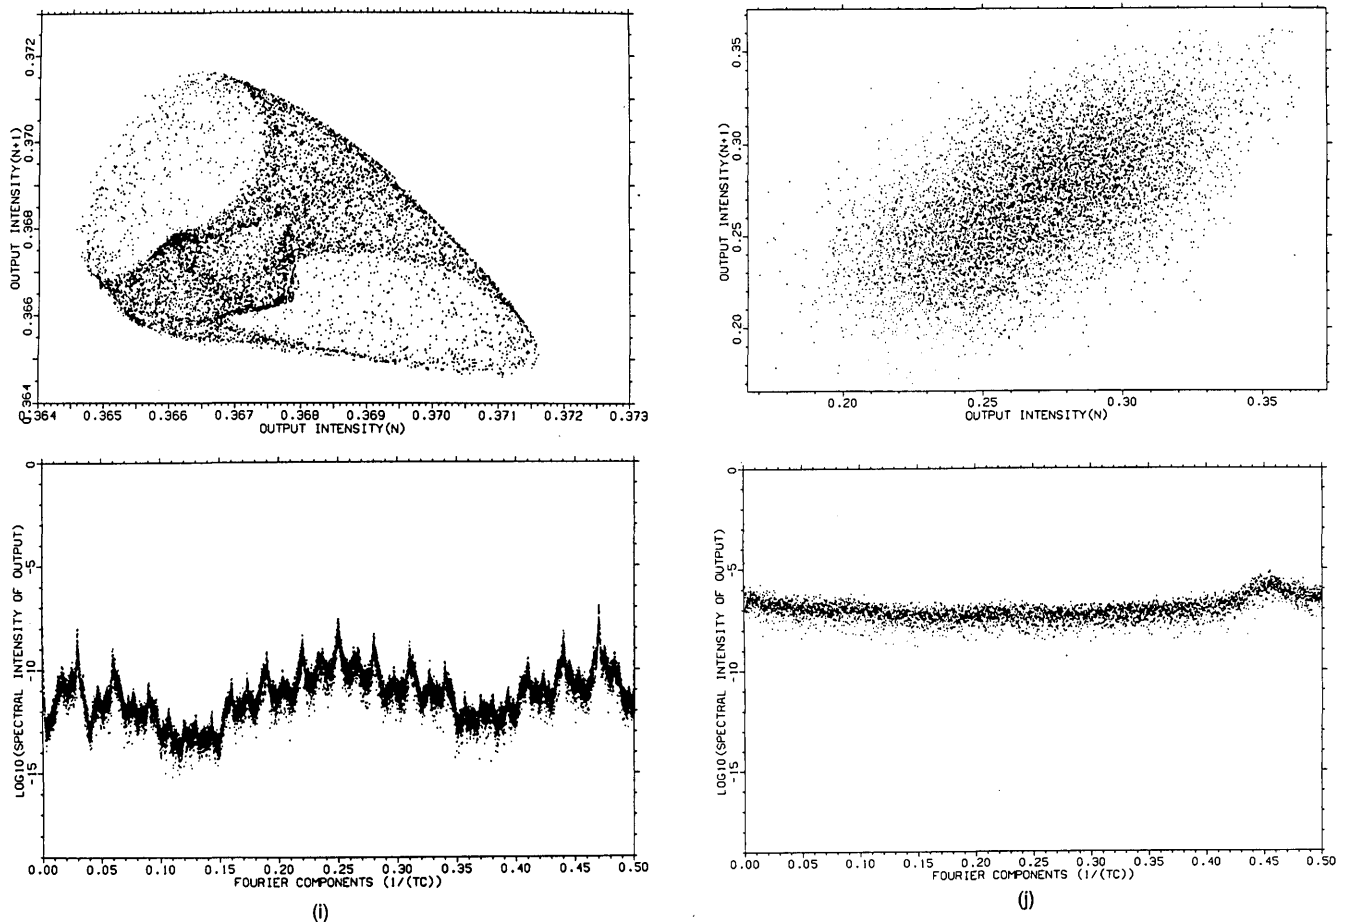 0.372
0.370
0.368
0.366
0.364
OUTPUT INTENSITY(N+1)
0.364 0.365 0.366 0.367 0.368 0.369 0.370 0.371 0.372 0.373
OUTPUT INTENSITY(N)
0.35
0.30
0.25
0.20
OUTPUT INTENSITY(N+1)
0.20 0.25 0.30 0.35
OUTPUT INTENSITY(N)
0
-5
-10
-15
LOG10(SPECTRAL INTENSITY OF OUTPUT)
0.00 0.05 0.10 0.15 0.20 0.25 0.30 0.35 0.40 0.45 0.50
FOURIER COMPONENTS (1/(TC))
(i)
0
-5
-10
-15
LOG10(SPECTRAL INTENSITY OF OUTPUT)
0.00 0.05 0.10 0.15 0.20 0.25 0.30 0.35 0.40 0.45 0.50
FOURIER COMPONENTS (1/(TC))
(j)